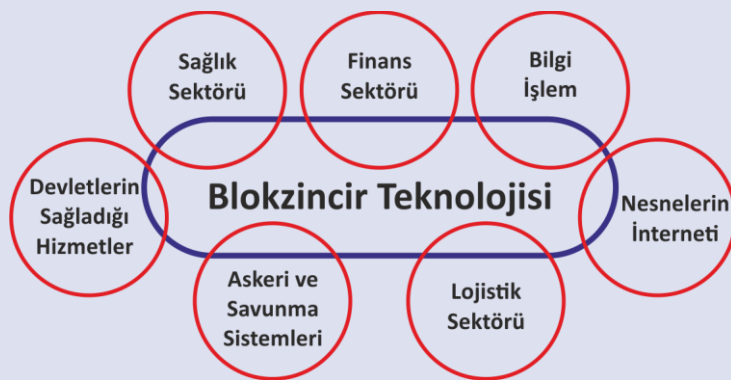 Sağlık
Sektörü
Finans
Sektörü
Bilgi
İşlem
Devletlerin
Sağladığı
Hizmetler
Blokzincir Teknolojisi
Nesnelerin
İnterneti
Askeri ve
Savunma
Sistemleri
Lojistik
Sektörü